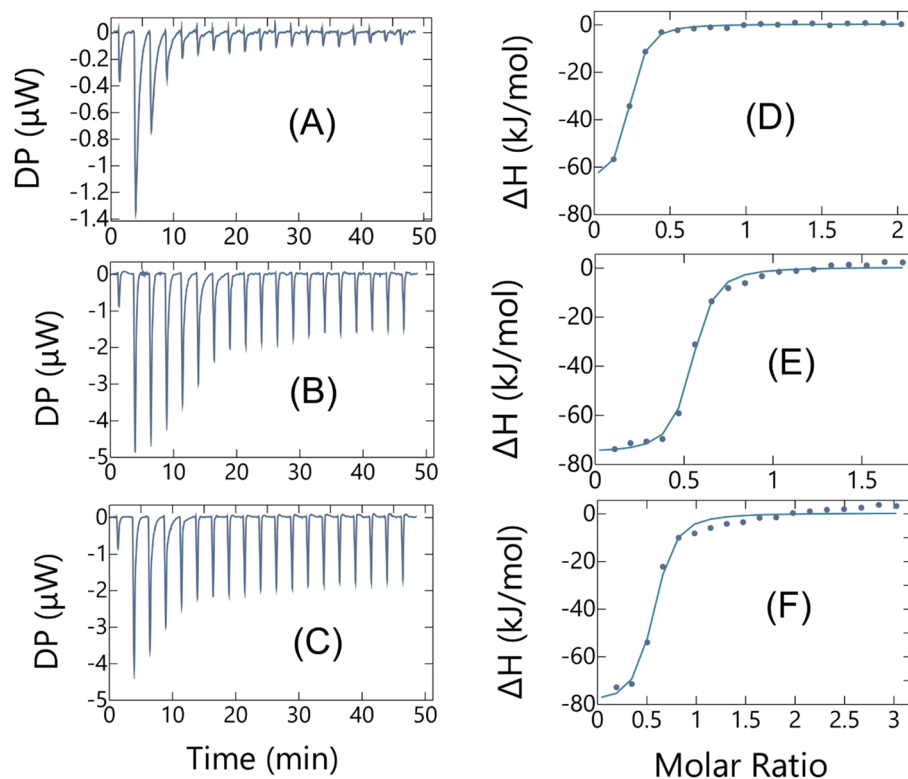 0
-0.2
-0.4
-0.6
-0.8
-1
-1.2
-1.4
DP (µW)
(A)
0 10 20 30 40 50
0
-20
-40
-60
-80
ΔH (kJ/mol)
(D)
0 0.5 1 1.5 2
0
-1
-2
-3
-4
-5
DP (µW)
(B)
0 10 20 30 40 50
0
-20
-40
-60
-80
ΔH (kJ/mol)
(E)
0 0.5 1 1.5
0
-1
-2
-3
-4
-5
DP (µW)
(C)
0 10 20 30 40 50
0
-20
-40
-60
-80
ΔH (kJ/mol)
(F)
0 0.5 1 1.5 2 2.5 3
Time (min)
Molar Ratio